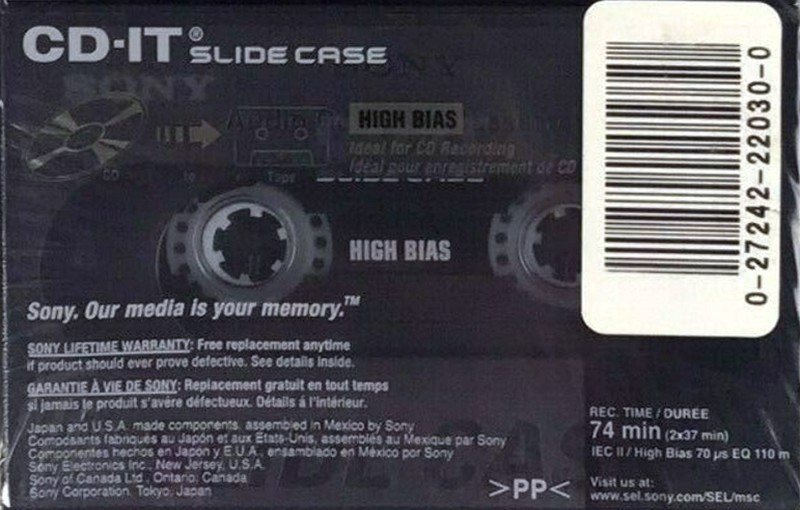 CD-IT® SLIDE CASE
SONY
HIGH BIAS
Ideal for CD Recording
Idéal pour enregistrement de CD
CD to Tape
HIGH BIAS
Sony. Our media is your memory.™
SONY LIFETIME WARRANTY: Free replacement anytime
if product should ever prove defective. See details inside.
GARANTIE À VIE DE SONY: Replacement gratuit en tout temps
si jamais le produit s'avère défectueux. Détails à l'intérieur.
Japan and U.S.A. made components, assembled in Mexico by Sony
Composants fabriqués au Japon et aux États-Unis, assemblés au Mexique par Sony
Componentes hechos en Japón y E.U.A., ensamblado en México por Sony
Sony Electronics Inc., New Jersey, U.S.A.
Sony of Canada Ltd., Ontario, Canada
Sony Corporation, Tokyo, Japan
>PP<
0-27242-22030-0
REC. TIME / DURÉE
74 min (2x37 min)
IEC II / High Bias 70 µs EQ 110 m
Visit us at:
www.sel.sony.com/SEL/msc